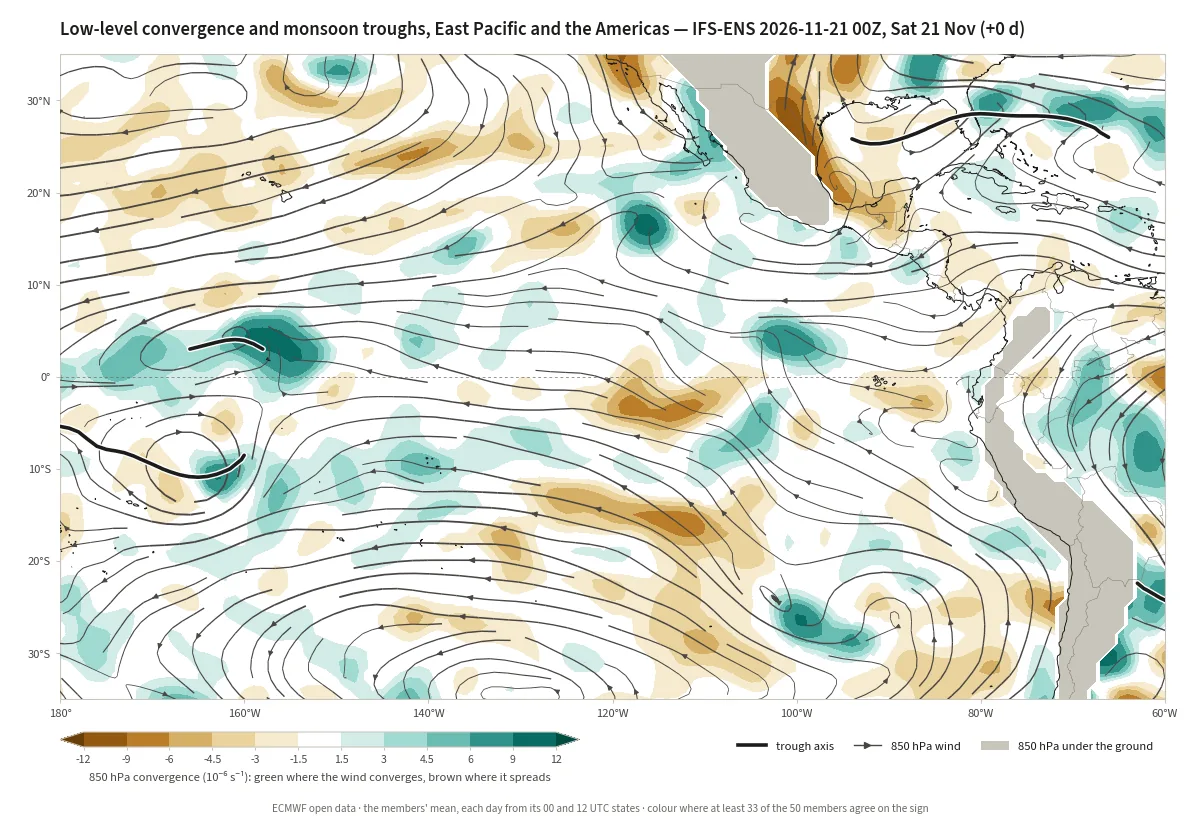 Low-level convergence and monsoon troughs, East Pacific and the Americas — IFS-ENS 2026-11-21 00Z, Sat 21 Nov (+0 d)
30°N
20°N
10°N
0°
10°S
20°S
30°S
180° 160°W 140°W 120°W 100°W 80°W 60°W
-12 -9 -6 -4.5 -3 -1.5 1.5 3 4.5 6 9 12
850 hPa convergence (10⁻⁶ s⁻¹): green where the wind converges, brown where it spreads
trough axis 850 hPa wind 850 hPa under the ground
ECMWF open data · the members' mean, each day from its 00 and 12 UTC states · colour where at least 33 of the 50 members agree on the sign